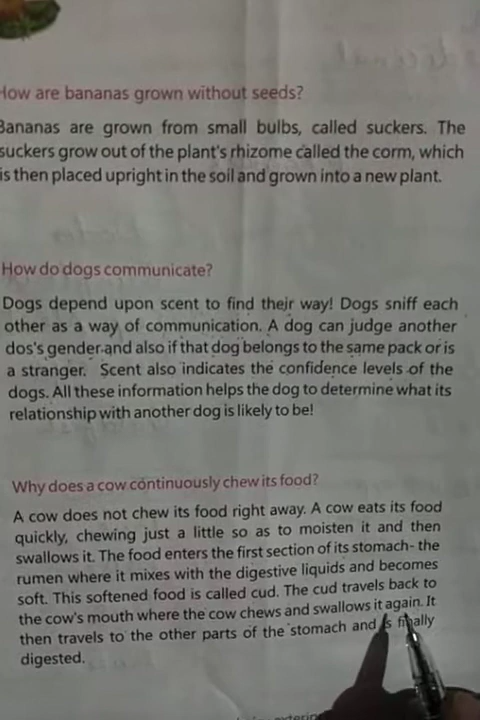 How are bananas grown without seeds?
Bananas are grown from small bulbs, called suckers. The
suckers grow out of the plant's rhizome called the corm, which
is then placed upright in the soil and grown into a new plant.
How do dogs communicate?
Dogs depend upon scent to find their way! Dogs sniff each
other as a way of communication. A dog can judge another
dos's gender and also if that dog belongs to the same pack or is
a stranger. Scent also indicates the confidence levels of the
dogs. All these information helps the dog to determine what its
relationship with another dog is likely to be!
Why does a cow continuously chew its food?
A cow does not chew its food right away. A cow eats its food
quickly, chewing just a little so as to moisten it and then
swallows it. The food enters the first section of its stomach- the
rumen where it mixes with the digestive liquids and becomes
soft. This softened food is called cud. The cud travels back to
the cow's mouth where the cow chews and swallows it again. It
then travels to the other parts of the stomach and is finally
digested.